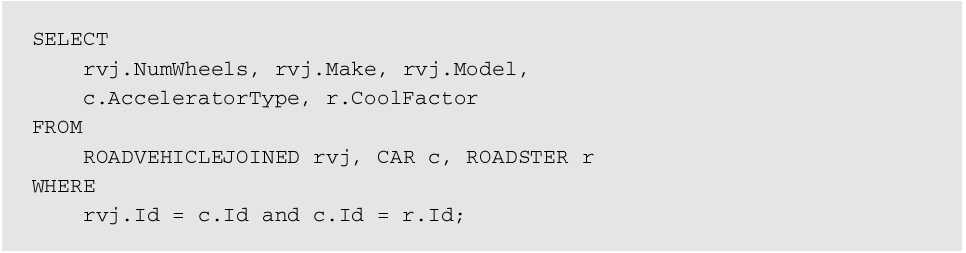 SELECT
rvj.NumWheels, rvj.Make, rvj.Model,
c.AcceleratorType, r.CoolFactor
FROM
ROADVEHICLEJOINED rvj, CAR c, ROADSTER r
WHERE
rvj.Id = c.Id and c.Id = r.Id;